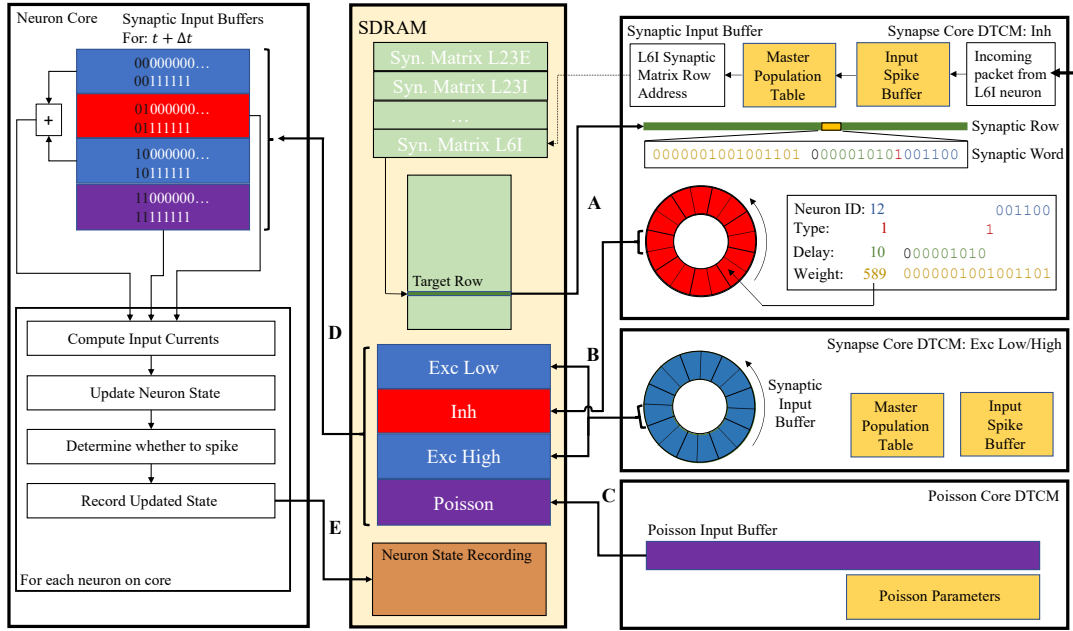 Neuron Core
Synaptic Input Buffers
For: t + Δt
00000000…
00111111
01000000…
01111111
10000000…
10111111
11000000…
11111111
+
Compute Input Currents
Update Neuron State
Determine whether to spike
Record Updated State
For each neuron on core
D
E
SDRAM
Syn. Matrix L23E
Syn. Matrix L23I
…
Syn. Matrix L6I
Target Row
Exc Low
Inh
Exc High
Poisson
Neuron State Recording
A
B
C
Synaptic Input Buffer
Synapse Core DTCM: Inh
L6I Synaptic
Matrix Row
Address
Master
Population
Table
Input
Spike
Buffer
Incoming
packet from
L6I neuron
Synaptic Row
0000001001001101 0000010101001100
Synaptic Word
Neuron ID: 12 001100
Type: 1 1
Delay: 10 000001010
Weight: 589 0000001001001101
Synapse Core DTCM: Exc Low/High
Synaptic
Input
Buffer
Master
Population
Table
Input
Spike
Buffer
Poisson Core DTCM
Poisson Input Buffer
Poisson Parameters